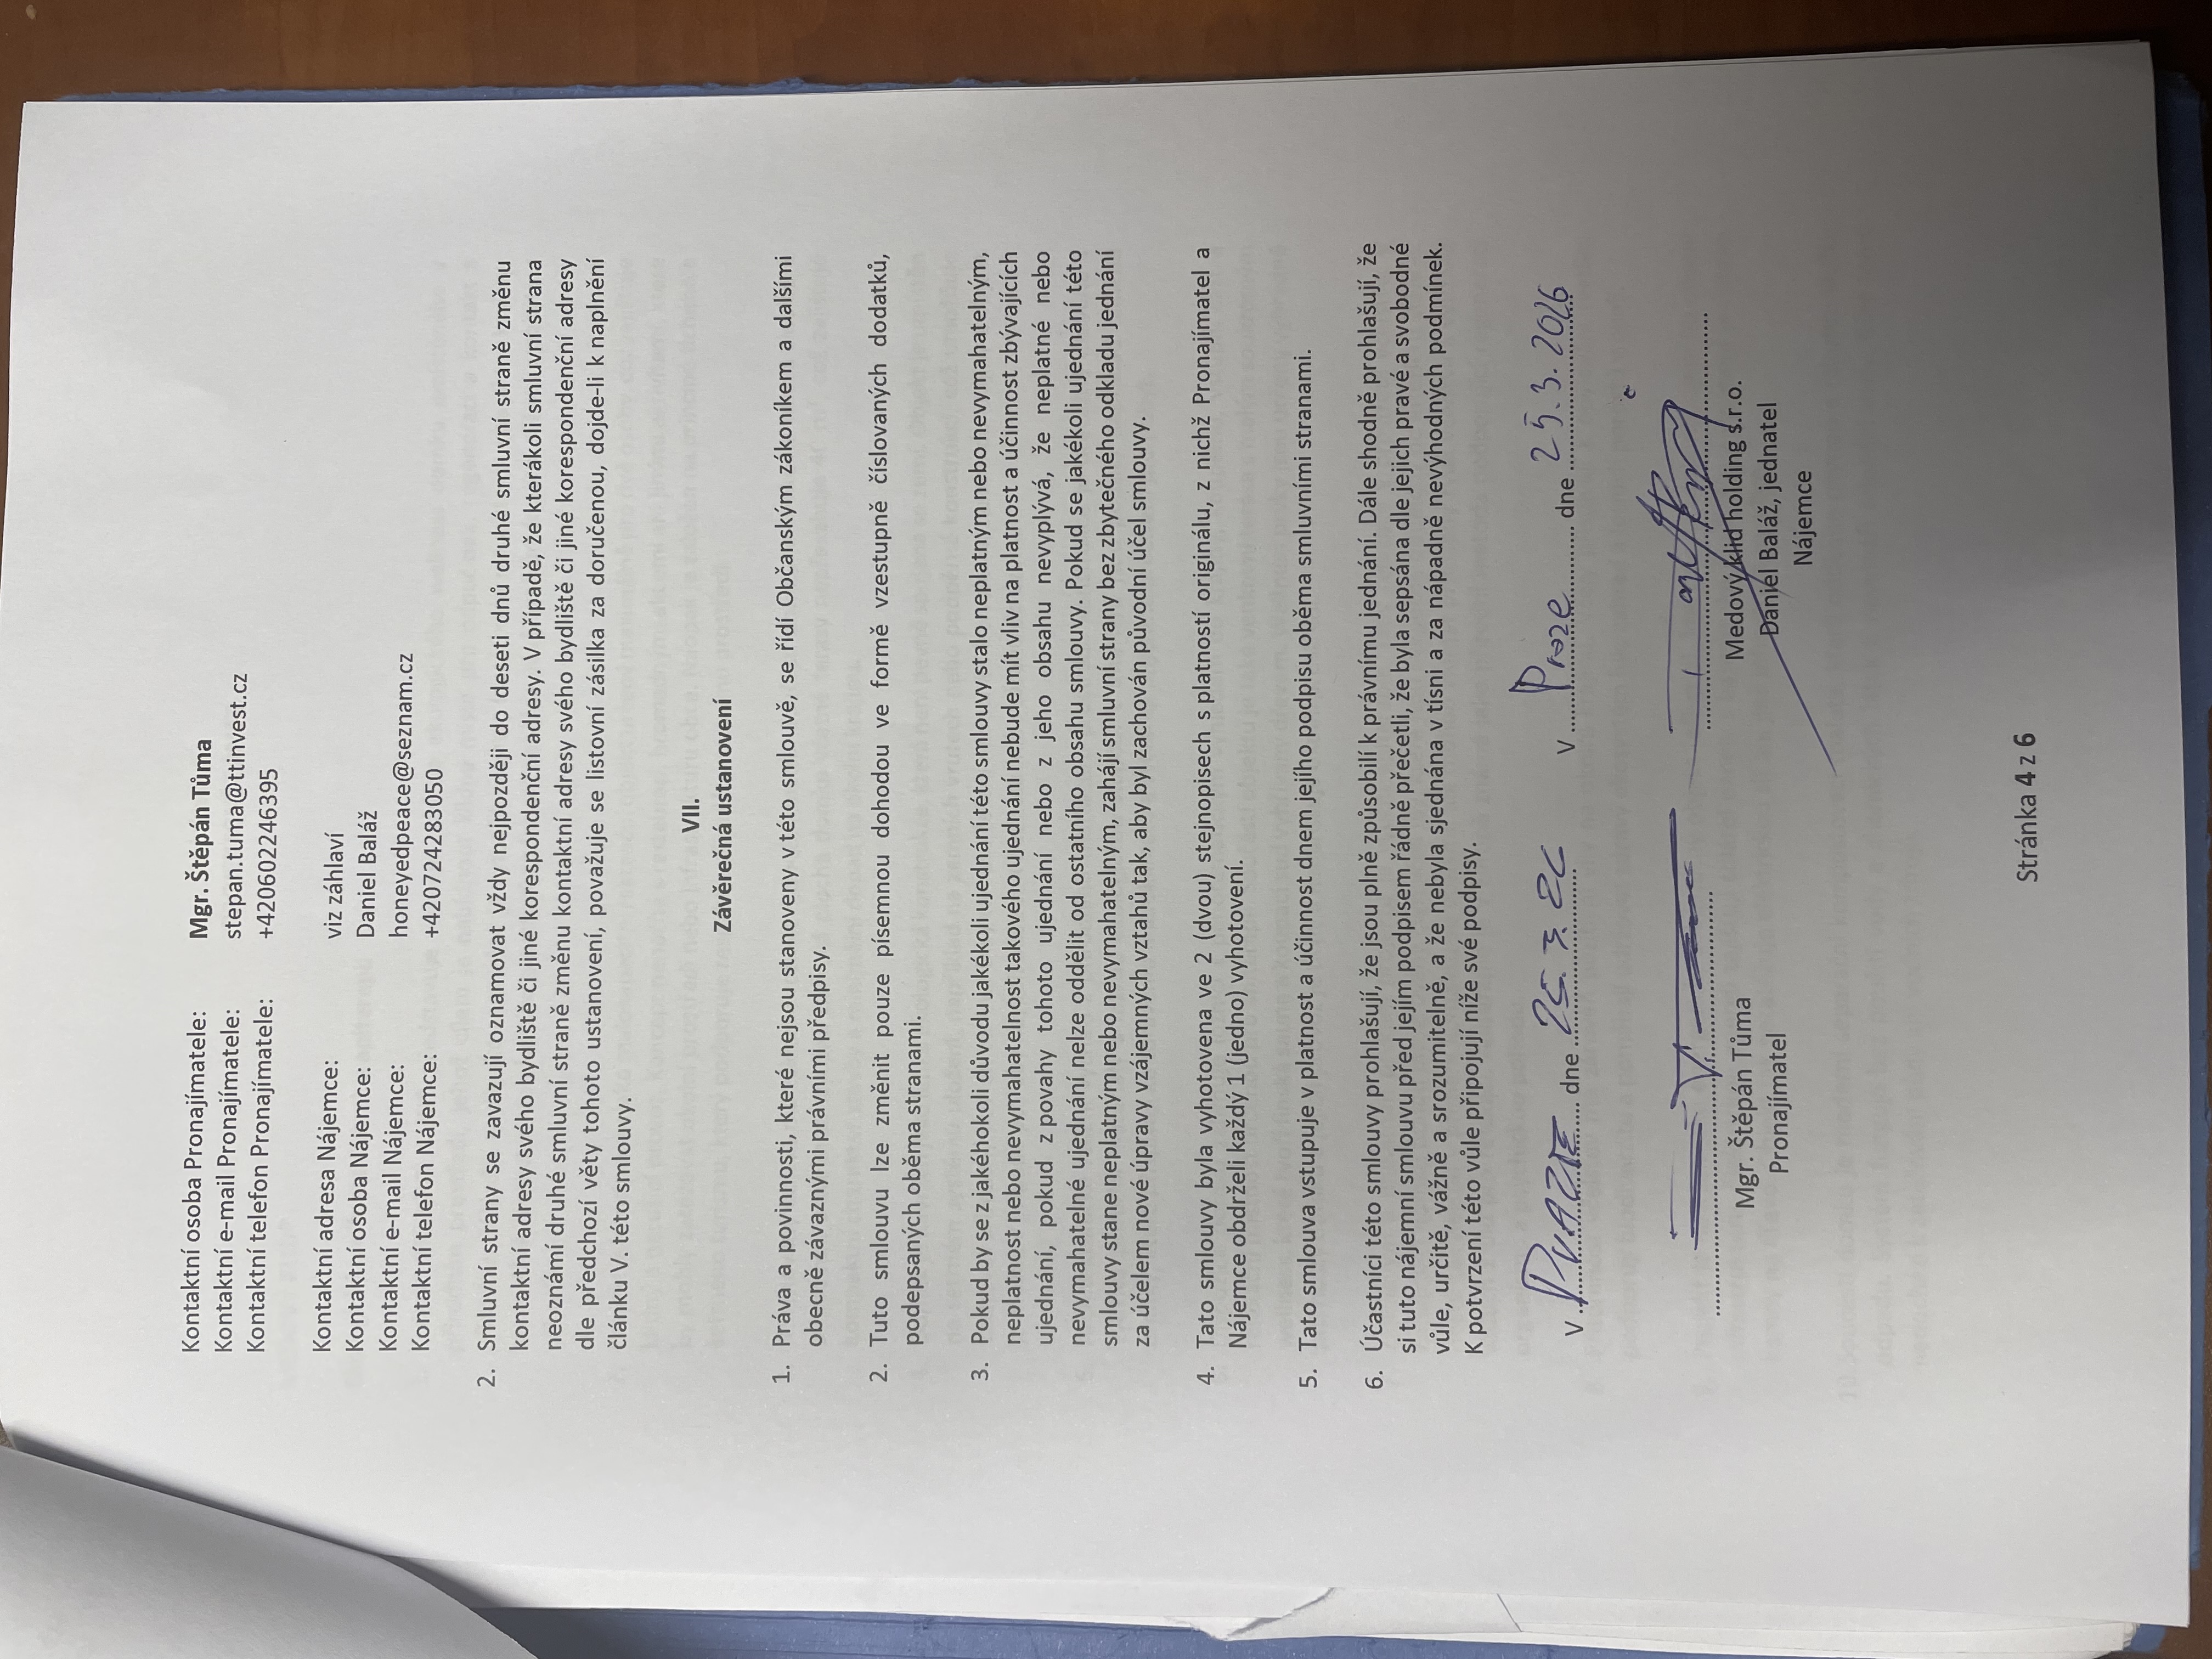 Kontaktní osoba Pronajímatele: Mgr. Štěpán Tůma
Kontaktní e-mail Pronajímatele: stepan.tuma@ttinvest.cz
Kontaktní telefon Pronajímatele: +420602246395
Kontaktní adresa Nájemce: viz záhlaví
Kontaktní osoba Nájemce: Daniel Baláž
Kontaktní e-mail Nájemce: honeyedpeace@seznam.cz
Kontaktní telefon Nájemce: +420724283050
2. Smluvní strany se zavazují oznamovat vždy nejpozději do deseti dnů druhé smluvní straně změnu
kontaktní adresy svého bydliště či jiné korespondenční adresy. V případě, že kterákoli smluvní strana
neoznámí druhé smluvní straně změnu kontaktní adresy svého bydliště či jiné korespondenční adresy
dle předchozí věty tohoto ustanovení, považuje se listovní zásilka za doručenou, dojde-li k naplnění
článku V. této smlouvy.
VII.
Závěrečná ustanovení
1. Práva a povinnosti, které nejsou stanoveny v této smlouvě, se řídí Občanským zákoníkem a dalšími
obecně závaznými právními předpisy.
2. Tuto smlouvu lze změnit pouze písemnou dohodou ve formě vzestupně číslovaných dodatků,
podepsaných oběma stranami.
3. Pokud by se z jakéhokoli důvodu jakékoli ujednání této smlouvy stalo neplatným nebo nevymahatelným,
neplatnost nebo nevymahatelnost takového ujednání nebude mít vliv na platnost a účinnost zbývajících
ujednání, pokud z povahy tohoto ujednání nebo z jeho obsahu nevyplývá, že neplatné nebo
nevymahatelné ujednání nelze oddělit od ostatního obsahu smlouvy. Pokud se jakékoli ujednání této
smlouvy stane neplatným nebo nevymahatelným, zahájí smluvní strany bez zbytečného odkladu jednání
za účelem nové úpravy vzájemných vztahů tak, aby byl zachován původní účel smlouvy.
4. Tato smlouvy byla vyhotovena ve 2 (dvou) stejnopisech s platností originálu, z nichž Pronajímatel a
Nájemce obdrželi každý 1 (jedno) vyhotovení.
5. Tato smlouva vstupuje v platnost a účinnost dnem jejího podpisu oběma smluvními stranami.
6. Účastníci této smlouvy prohlašují, že jsou plně způsobilí k právnímu jednání. Dále shodně prohlašují, že
si tuto nájemní smlouvu před jejím podpisem řádně přečetli, že byla sepsána dle jejich pravé a svobodné
vůle, určitě, vážně a srozumitelně, a že nebyla sjednána v tísni a za nápadně nevýhodných podmínek.
K potvrzení této vůle připojují níže své podpisy.
V PRAZE dne 25.3.26 V Praze dne 25.3.2026
Mgr. Štěpán Tůma
Pronajímatel
Medový klid holding s.r.o.
Daniel Baláž, jednatel
Nájemce
Stránka 4 z 6